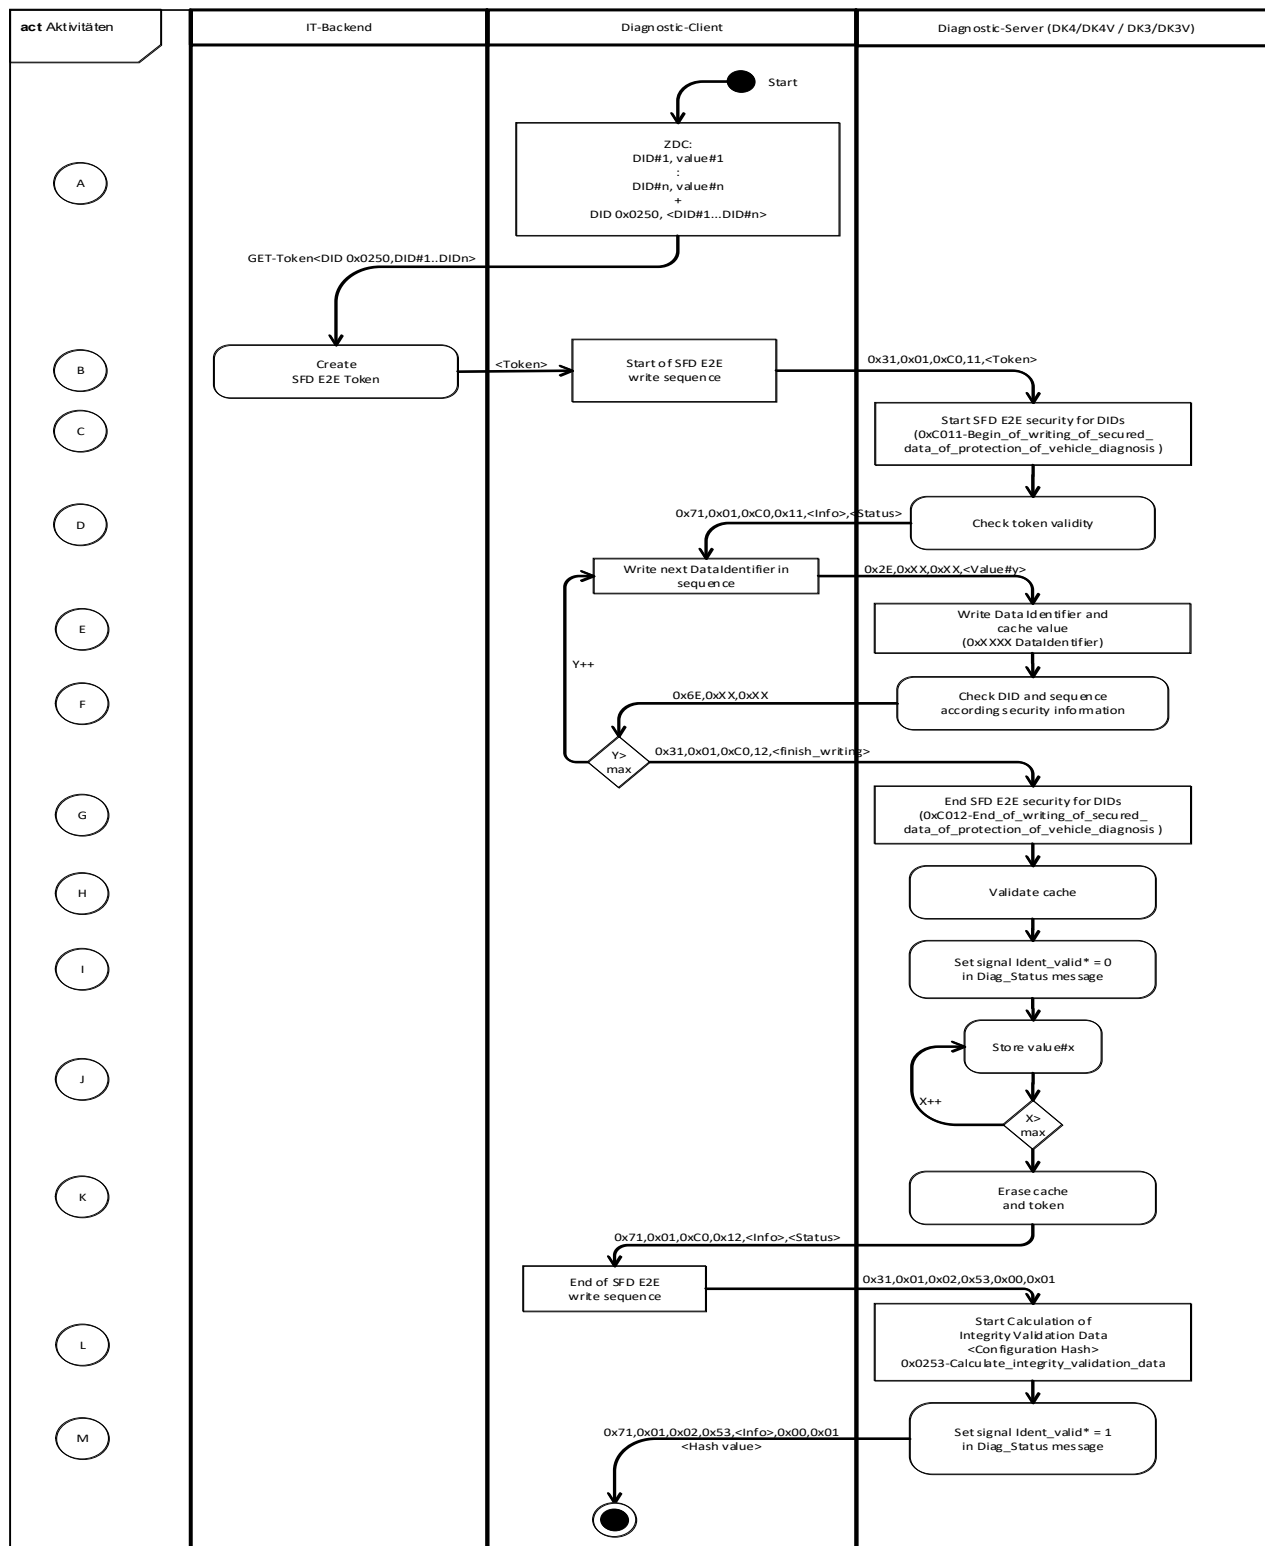 act Aktivitäten
IT-Backend
Diagnostic-Client
Diagnostic-Server (DK4/DK4V / DK3/DK3V)
Start
A
ZDC:
DID#1, value#1
:
DID#n, value#n
+
DID 0x0250, <DID#1...DID#n>
GET-Token<DID 0x0250,DID#1..DIDn>
B
Create
SFD E2E Token
<Token>
Start of SFD E2E
write sequence
0x31,0x01,0xC0,11,<Token>
C
Start SFD E2E security for DIDs
(0xC011-Begin_of_writing_of_secured_
data_of_protection_of_vehicle_diagnosis )
D
0x71,0x01,0xC0,0x11,<Info>,<Status>
Check token validity
Write next DataIdentifier in
sequence
0x2E,0xXX,0xXX,<Value#y>
E
Write Data Identifier and
cache value
(0xXXXX DataIdentifier)
Y++
F
0x6E,0xXX,0xXX
Check DID and sequence
according security information
Y>
max
0x31,0x01,0xC0,12,<finish_writing>
G
End SFD E2E security for DIDs
(0xC012-End_of_writing_of_secured_
data_of_protection_of_vehicle_diagnosis )
H
Validate cache
I
Set signal Ident_valid* = 0
in Diag_Status message
Store value#x
J
X++
X>
max
K
Erase cache
and token
0x71,0x01,0xC0,0x12,<Info>,<Status>
End of SFD E2E
write sequence
0x31,0x01,0x02,0x53,0x00,0x01
L
Start Calculation of
Integrity Validation Data
<Configuration Hash>
0x0253-Calculate_integrity_validation_data
M
0x71,0x01,0x02,0x53,<Info>,0x00,0x01
<Hash value>
Set signal Ident_valid* = 1
in Diag_Status message